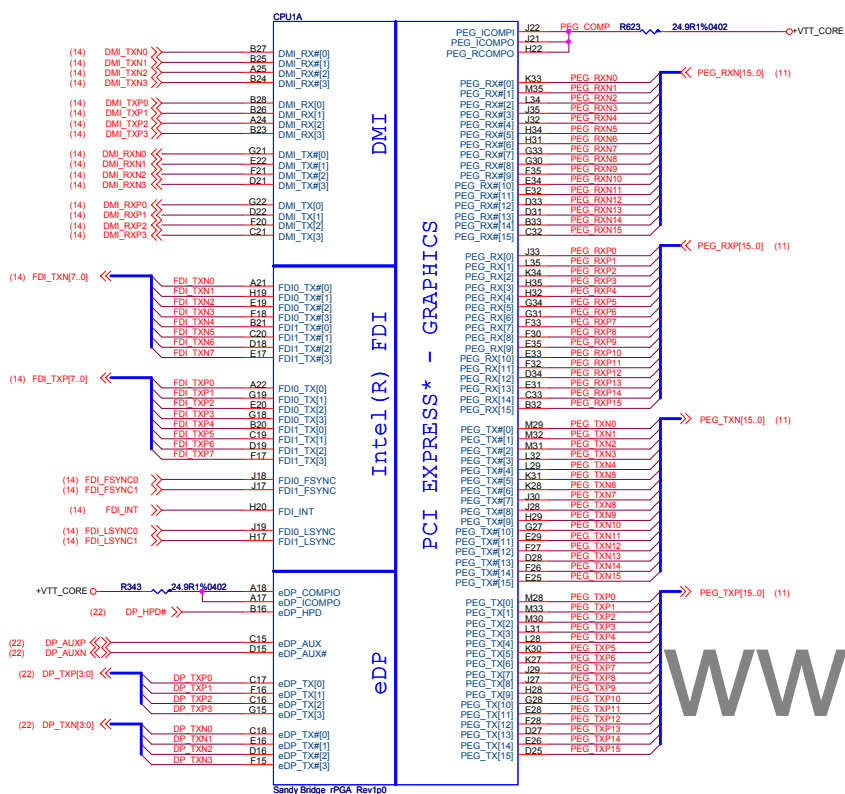 CPU1A
(14) DMI_TXN0 B27 DMI_RX#[0]
(14) DMI_TXN1 B25 DMI_RX#[1]
(14) DMI_TXN2 A25 DMI_RX#[2]
(14) DMI_TXN3 B24 DMI_RX#[3]
(14) DMI_TXP0 B28 DMI_RX[0]
(14) DMI_TXP1 B26 DMI_RX[1]
(14) DMI_TXP2 A24 DMI_RX[2]
(14) DMI_TXP3 B23 DMI_RX[3]
(14) DMI_RXN0 G21 DMI_TX#[0]
(14) DMI_RXN1 E22 DMI_TX#[1]
(14) DMI_RXN2 F21 DMI_TX#[2]
(14) DMI_RXN3 D21 DMI_TX#[3]
(14) DMI_RXP0 G22 DMI_TX[0]
(14) DMI_RXP1 D22 DMI_TX[1]
(14) DMI_RXP2 F20 DMI_TX[2]
(14) DMI_RXP3 C21 DMI_TX[3]
DMI
(14) FDI_TXN[7..0]
FDI_TXN0 A21 FDI0_TX#[0]
FDI_TXN1 H19 FDI0_TX#[1]
FDI_TXN2 E19 FDI0_TX#[2]
FDI_TXN3 F18 FDI0_TX#[3]
FDI_TXN4 B21 FDI1_TX#[0]
FDI_TXN5 C20 FDI1_TX#[1]
FDI_TXN6 D18 FDI1_TX#[2]
FDI_TXN7 E17 FDI1_TX#[3]
(14) FDI_TXP[7..0]
FDI_TXP0 A22 FDI0_TX[0]
FDI_TXP1 G19 FDI0_TX[1]
FDI_TXP2 E20 FDI0_TX[2]
FDI_TXP3 G18 FDI0_TX[3]
FDI_TXP4 B20 FDI1_TX[0]
FDI_TXP5 C19 FDI1_TX[1]
FDI_TXP6 D19 FDI1_TX[2]
FDI_TXP7 F17 FDI1_TX[3]
(14) FDI_FSYNC0 J18 FDI0_FSYNC
(14) FDI_FSYNC1 J17 FDI1_FSYNC
(14) FDI_INT H20 FDI_INT
(14) FDI_LSYNC0 J19 FDI0_LSYNC
(14) FDI_LSYNC1 H17 FDI1_LSYNC
Intel(R) FDI
+VTT_CORE R343 24.9R1%0402 A18 eDP_COMPIO
A17 eDP_ICOMPO
(22) DP_HPD# B16 eDP_HPD
(22) DP_AUXP C15 eDP_AUX
(22) DP_AUXN D15 eDP_AUX#
(22) DP_TXP[3:0]
DP_TXP0 C17 eDP_TX[0]
DP_TXP1 F16 eDP_TX[1]
DP_TXP2 C16 eDP_TX[2]
DP_TXP3 G15 eDP_TX[3]
(22) DP_TXN[3:0]
DP_TXN0 C18 eDP_TX#[0]
DP_TXN1 E16 eDP_TX#[1]
DP_TXN2 D16 eDP_TX#[2]
DP_TXN3 F15 eDP_TX#[3]
eDP
PCI EXPRESS* - GRAPHICS
PEG_ICOMPI J22 PEG_COMP R623 24.9R1%0402 +VTT_CORE
PEG_ICOMPO J21
PEG_RCOMPO H22
PEG_RXN[15..0] (11)
PEG_RX#[0] K33 PEG_RXN0
PEG_RX#[1] M35 PEG_RXN1
PEG_RX#[2] L34 PEG_RXN2
PEG_RX#[3] J35 PEG_RXN3
PEG_RX#[4] J32 PEG_RXN4
PEG_RX#[5] H34 PEG_RXN5
PEG_RX#[6] H31 PEG_RXN6
PEG_RX#[7] G33 PEG_RXN7
PEG_RX#[8] G30 PEG_RXN8
PEG_RX#[9] F35 PEG_RXN9
PEG_RX#[10] E34 PEG_RXN10
PEG_RX#[11] E32 PEG_RXN11
PEG_RX#[12] D33 PEG_RXN12
PEG_RX#[13] D31 PEG_RXN13
PEG_RX#[14] B33 PEG_RXN14
PEG_RX#[15] C32 PEG_RXN15
PEG_RXP[15..0] (11)
PEG_RX[0] J33 PEG_RXP0
PEG_RX[1] L35 PEG_RXP1
PEG_RX[2] K34 PEG_RXP2
PEG_RX[3] H35 PEG_RXP3
PEG_RX[4] H32 PEG_RXP4
PEG_RX[5] G34 PEG_RXP5
PEG_RX[6] G31 PEG_RXP6
PEG_RX[7] F33 PEG_RXP7
PEG_RX[8] F30 PEG_RXP8
PEG_RX[9] E35 PEG_RXP9
PEG_RX[10] E33 PEG_RXP10
PEG_RX[11] F32 PEG_RXP11
PEG_RX[12] D34 PEG_RXP12
PEG_RX[13] E31 PEG_RXP13
PEG_RX[14] C33 PEG_RXP14
PEG_RX[15] B32 PEG_RXP15
PEG_TXN[15..0] (11)
PEG_TX#[0] M29 PEG_TXN0
PEG_TX#[1] M32 PEG_TXN1
PEG_TX#[2] M31 PEG_TXN2
PEG_TX#[3] L32 PEG_TXN3
PEG_TX#[4] L29 PEG_TXN4
PEG_TX#[5] K31 PEG_TXN5
PEG_TX#[6] K28 PEG_TXN6
PEG_TX#[7] J30 PEG_TXN7
PEG_TX#[8] J28 PEG_TXN8
PEG_TX#[9] H29 PEG_TXN9
PEG_TX#[10] G27 PEG_TXN10
PEG_TX#[11] E29 PEG_TXN11
PEG_TX#[12] F27 PEG_TXN12
PEG_TX#[13] D28 PEG_TXN13
PEG_TX#[14] F26 PEG_TXN14
PEG_TX#[15] E25 PEG_TXN15
PEG_TXP[15..0] (11)
PEG_TX[0] M28 PEG_TXP0
PEG_TX[1] M33 PEG_TXP1
PEG_TX[2] M30 PEG_TXP2
PEG_TX[3] L31 PEG_TXP3
PEG_TX[4] L28 PEG_TXP4
PEG_TX[5] K30 PEG_TXP5
PEG_TX[6] K27 PEG_TXP6
PEG_TX[7] J29 PEG_TXP7
PEG_TX[8] J27 PEG_TXP8
PEG_TX[9] H28 PEG_TXP9
PEG_TX[10] G28 PEG_TXP10
PEG_TX[11] E28 PEG_TXP11
PEG_TX[12] F28 PEG_TXP12
PEG_TX[13] D27 PEG_TXP13
PEG_TX[14] E26 PEG_TXP14
PEG_TX[15] D25 PEG_TXP15
Sandy Bridge_rPGA_Rev1p0
ww